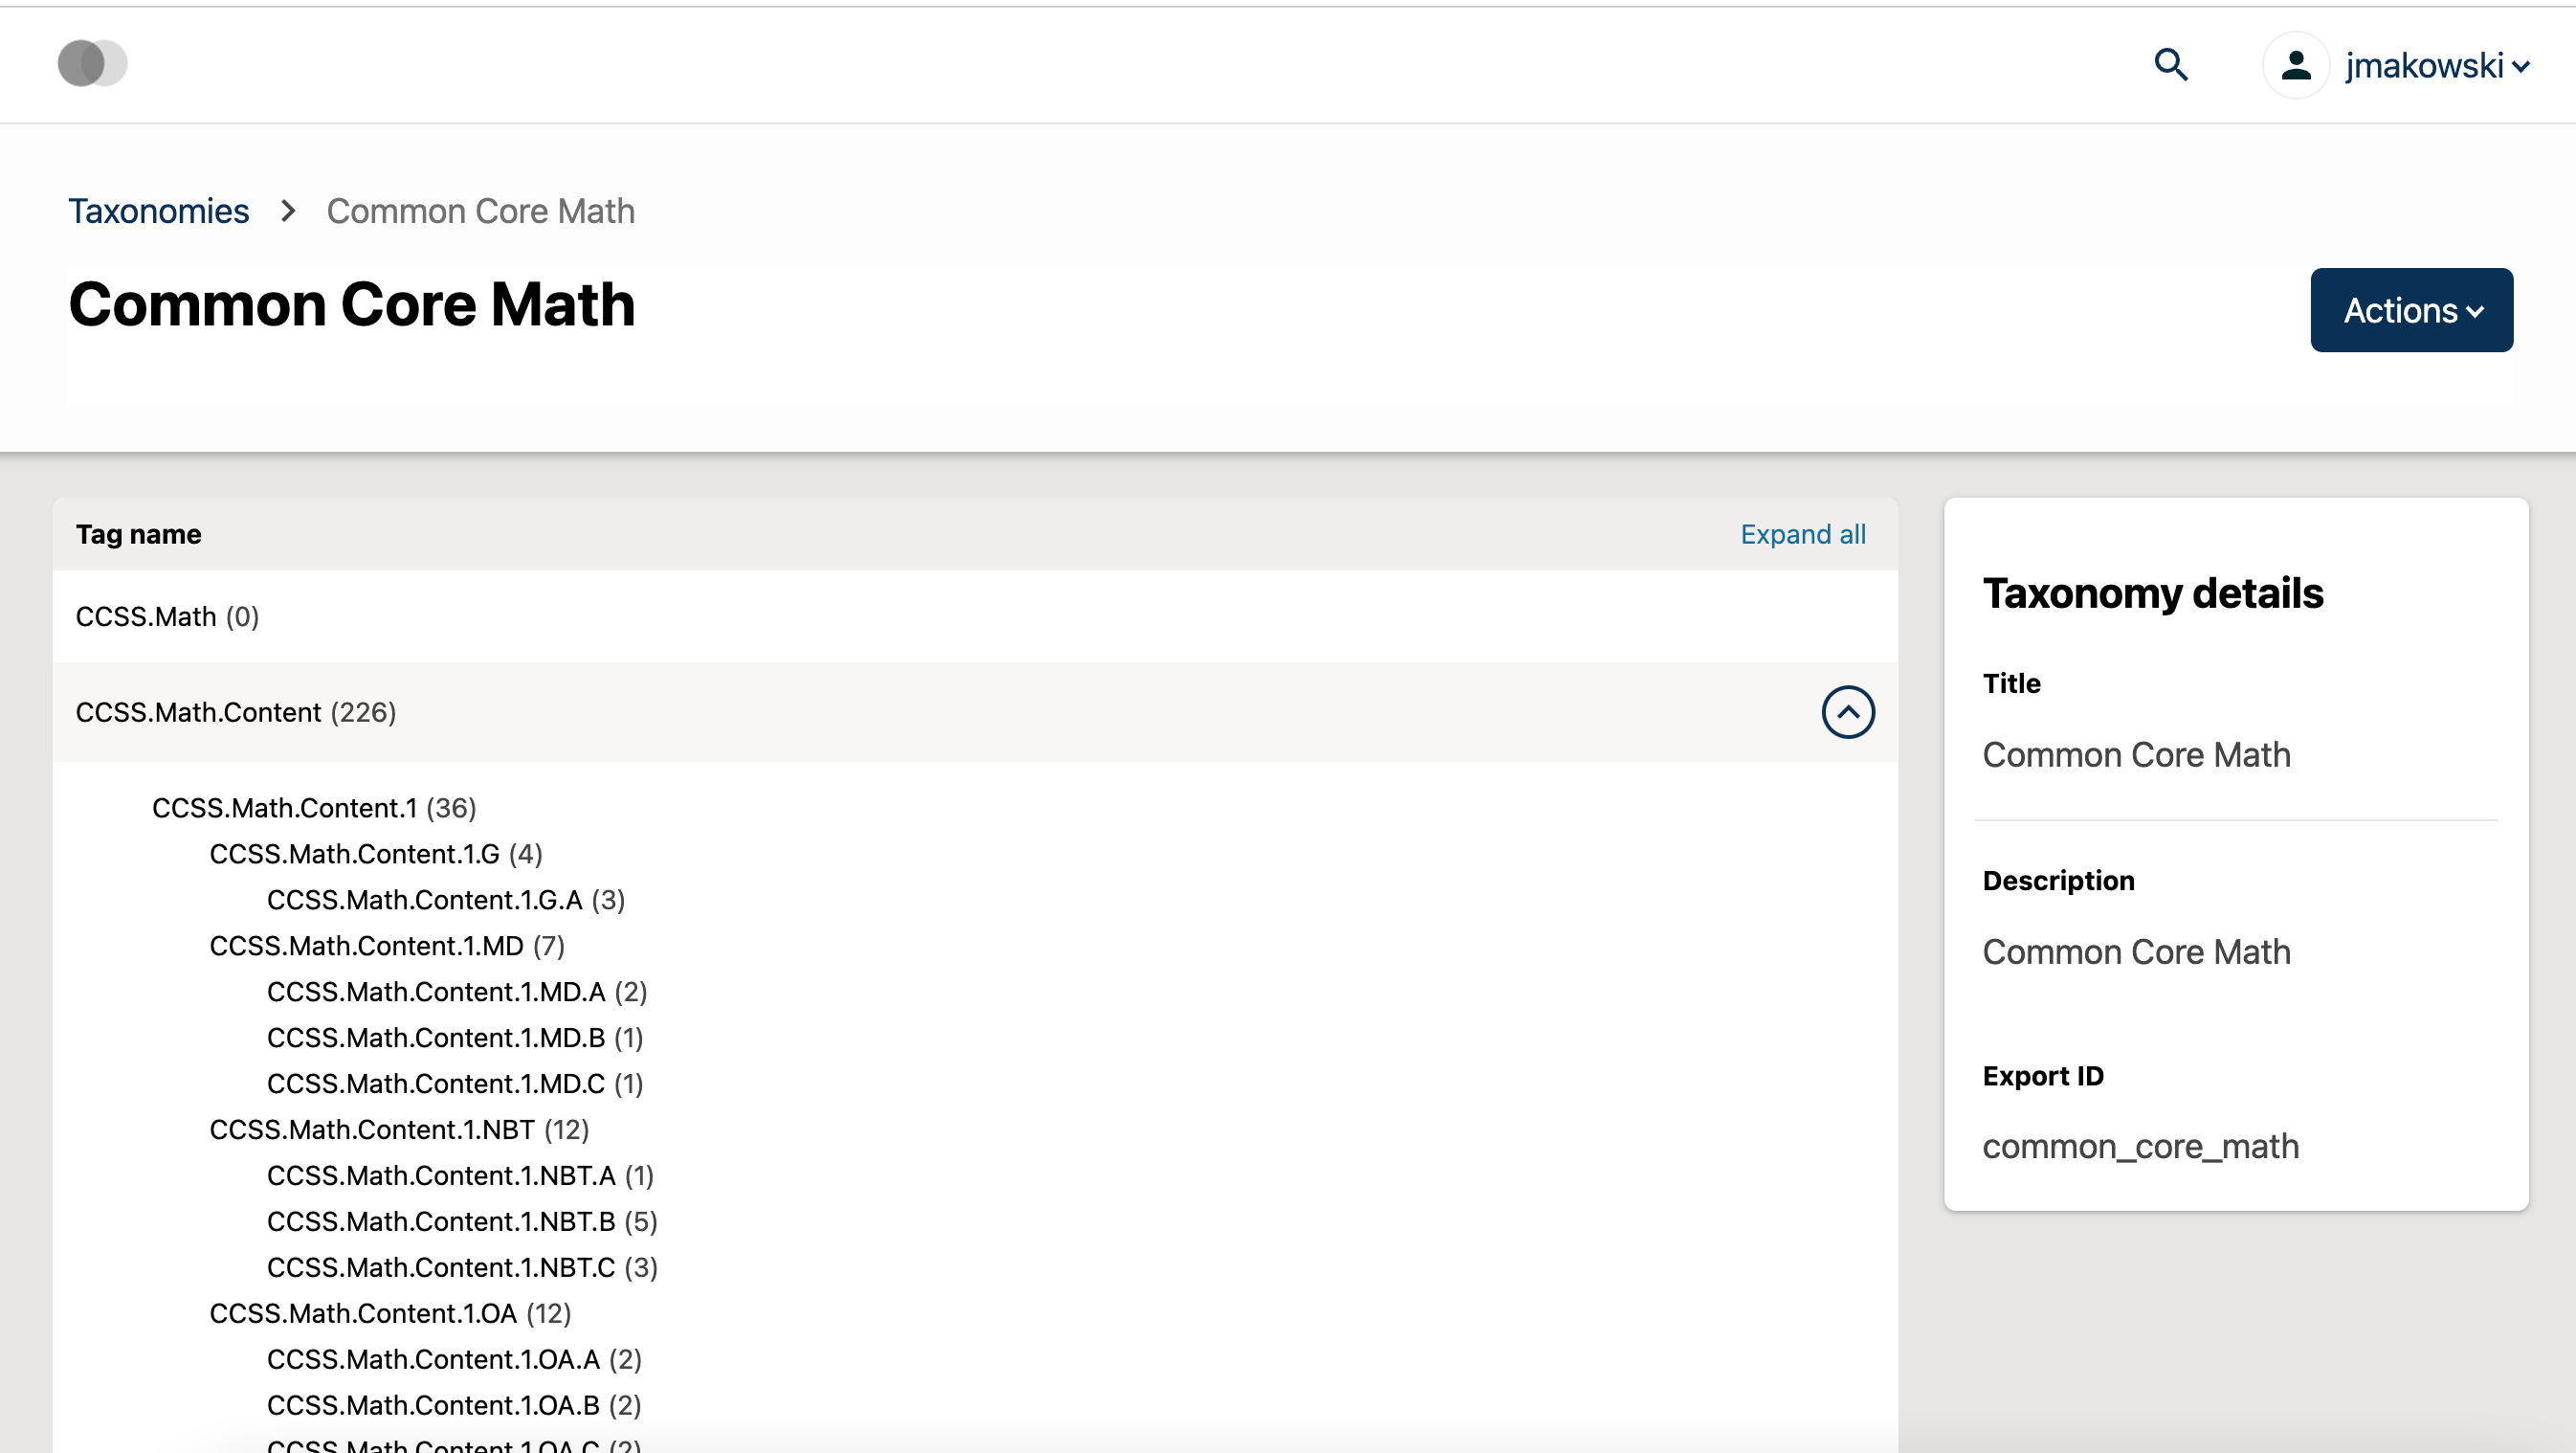 jmakowski
Taxonomies > Common Core Math
Common Core Math
Actions
Tag name
Expand all
CCSS.Math (0)
CCSS.Math.Content (226)
CCSS.Math.Content.1 (36)
CCSS.Math.Content.1.G (4)
CCSS.Math.Content.1.G.A (3)
CCSS.Math.Content.1.MD (7)
CCSS.Math.Content.1.MD.A (2)
CCSS.Math.Content.1.MD.B (1)
CCSS.Math.Content.1.MD.C (1)
CCSS.Math.Content.1.NBT (12)
CCSS.Math.Content.1.NBT.A (1)
CCSS.Math.Content.1.NBT.B (5)
CCSS.Math.Content.1.NBT.C (3)
CCSS.Math.Content.1.OA (12)
CCSS.Math.Content.1.OA.A (2)
CCSS.Math.Content.1.OA.B (2)
CCSS.Math.Content.1.OA.C (2)
Taxonomy details
Title
Common Core Math
Description
Common Core Math
Export ID
common_core_math